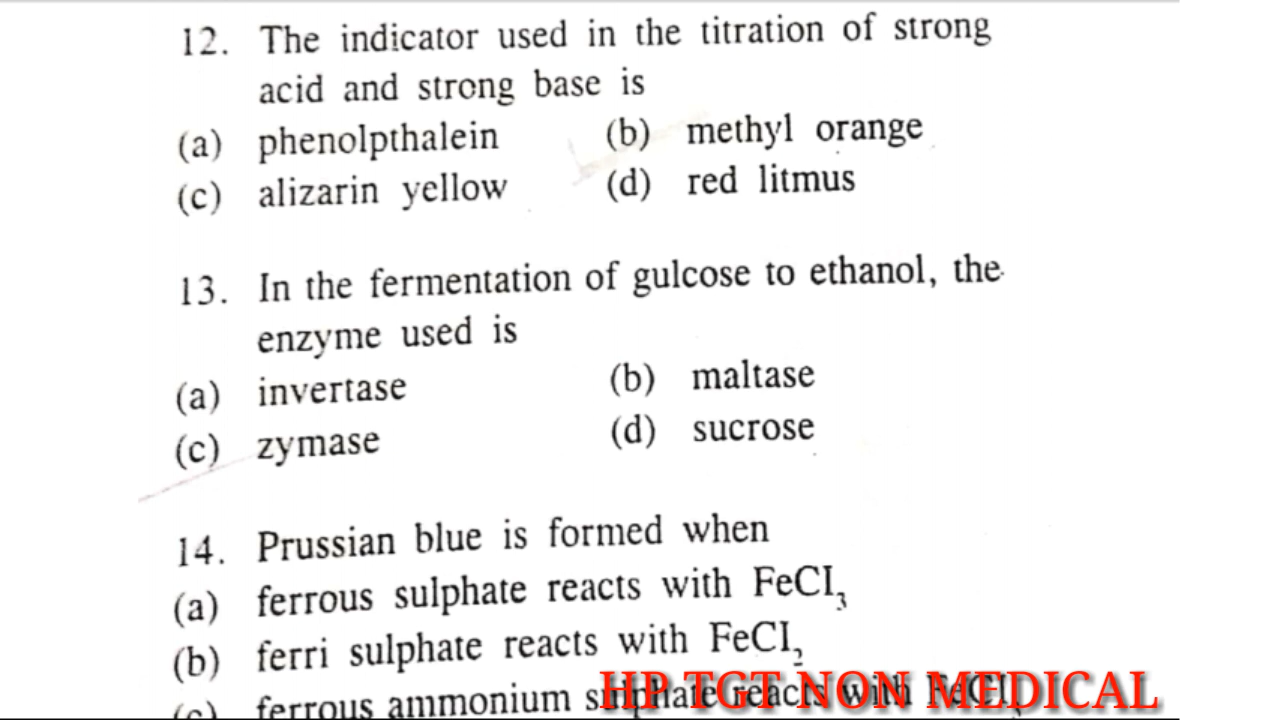 12. The indicator used in the titration of strong
acid and strong base is
(a) phenolpthalein (b) methyl orange
(c) alizarin yellow (d) red litmus
13. In the fermentation of gulcose to ethanol, the
enzyme used is
(a) invertase (b) maltase
(c) zymase (d) sucrose
14. Prussian blue is formed when
(a) ferrous sulphate reacts with FeCI₃
(b) ferri sulphate reacts with FeCI₂
(c) ferrous ammonium sulphate reacts with
HP TGT NON MEDICAL